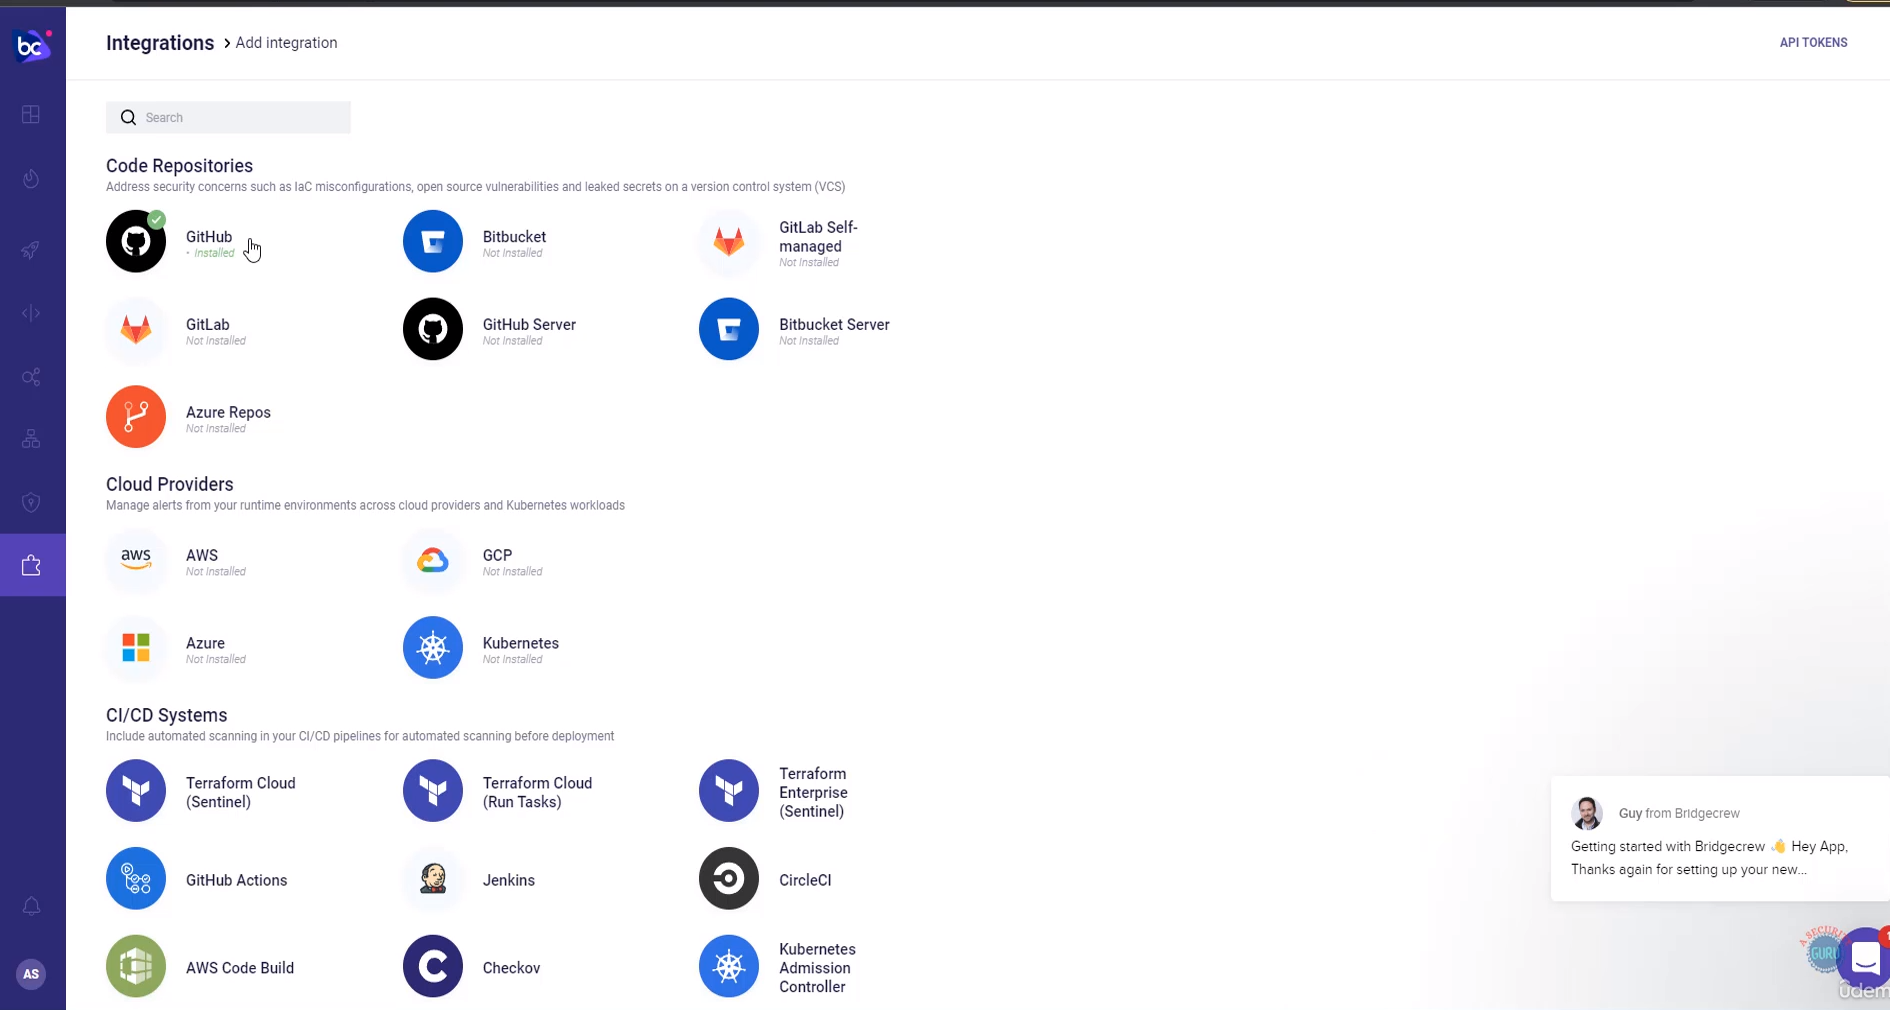 bc
Integrations > Add integration
API TOKENS
Search
Code Repositories
Address security concerns such as IaC misconfigurations, open source vulnerabilities and leaked secrets on a version control system (VCS)
GitHub
• Installed
Bitbucket
Not Installed
GitLab Self-
managed
Not Installed
GitLab
Not Installed
GitHub Server
Not Installed
Bitbucket Server
Not Installed
Azure Repos
Not Installed
Cloud Providers
Manage alerts from your runtime environments across cloud providers and Kubernetes workloads
aws
AWS
Not Installed
GCP
Not Installed
Azure
Not Installed
Kubernetes
Not Installed
CI/CD Systems
Include automated scanning in your CI/CD pipelines for automated scanning before deployment
Terraform Cloud
(Sentinel)
Terraform Cloud
(Run Tasks)
Terraform
Enterprise
(Sentinel)
GitHub Actions
Jenkins
CircleCI
AWS Code Build
C
Checkov
Kubernetes
Admission
Controller
Guy from Bridgecrew
Getting started with Bridgecrew 👋 Hey App,
Thanks again for setting up your new...
A SECURI
GURU
ûdem
AS